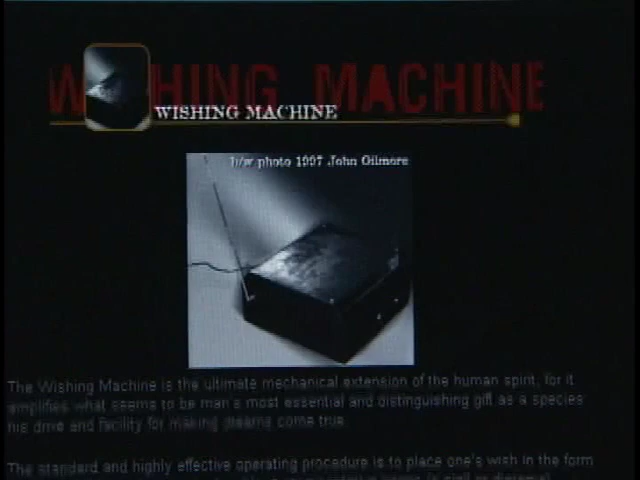 WISHING MACHINE
WISHING MACHINE
b/w photo 1997 John Gilmore
The Wishing Machine is the ultimate mechanical extension of the human spirit, for it
amplifies what seems to be man's most essential and distinguishing gift as a species
his drive and facility for making dreams come true.
The standard and highly effective operating procedure is to place one's wish in the form